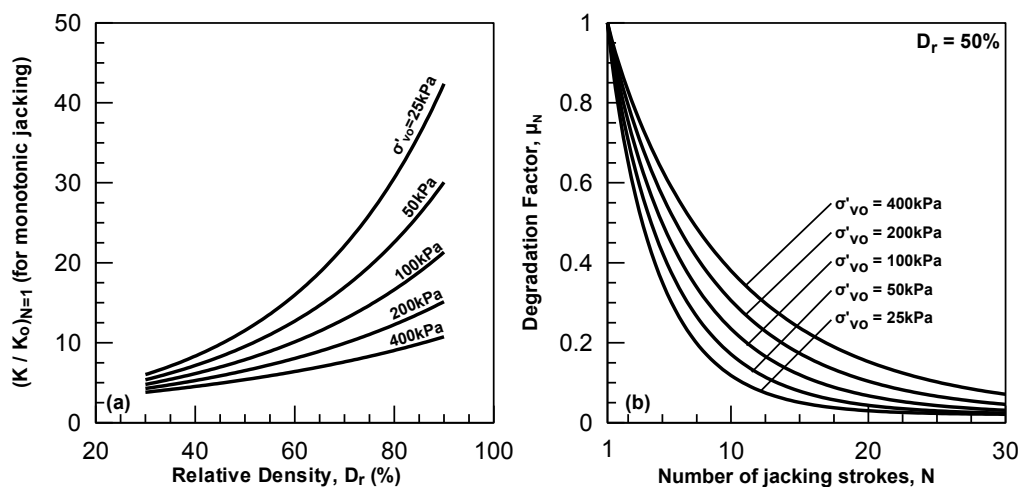 50
40
30
20
10
0
(K / K₀)N=1 (for monotonic jacking)
σ'vo=25kPa
50kPa
100kPa
200kPa
400kPa
(a)
20 40 60 80 100
Relative Density, Dr (%)
1
0.8
0.6
0.4
0.2
0
Degradation Factor, μN
Dr = 50%
σ'vo = 400kPa
σ'vo = 200kPa
σ'vo = 100kPa
σ'vo = 50kPa
σ'vo = 25kPa
(b)
1 10 20 30
Number of jacking strokes, N